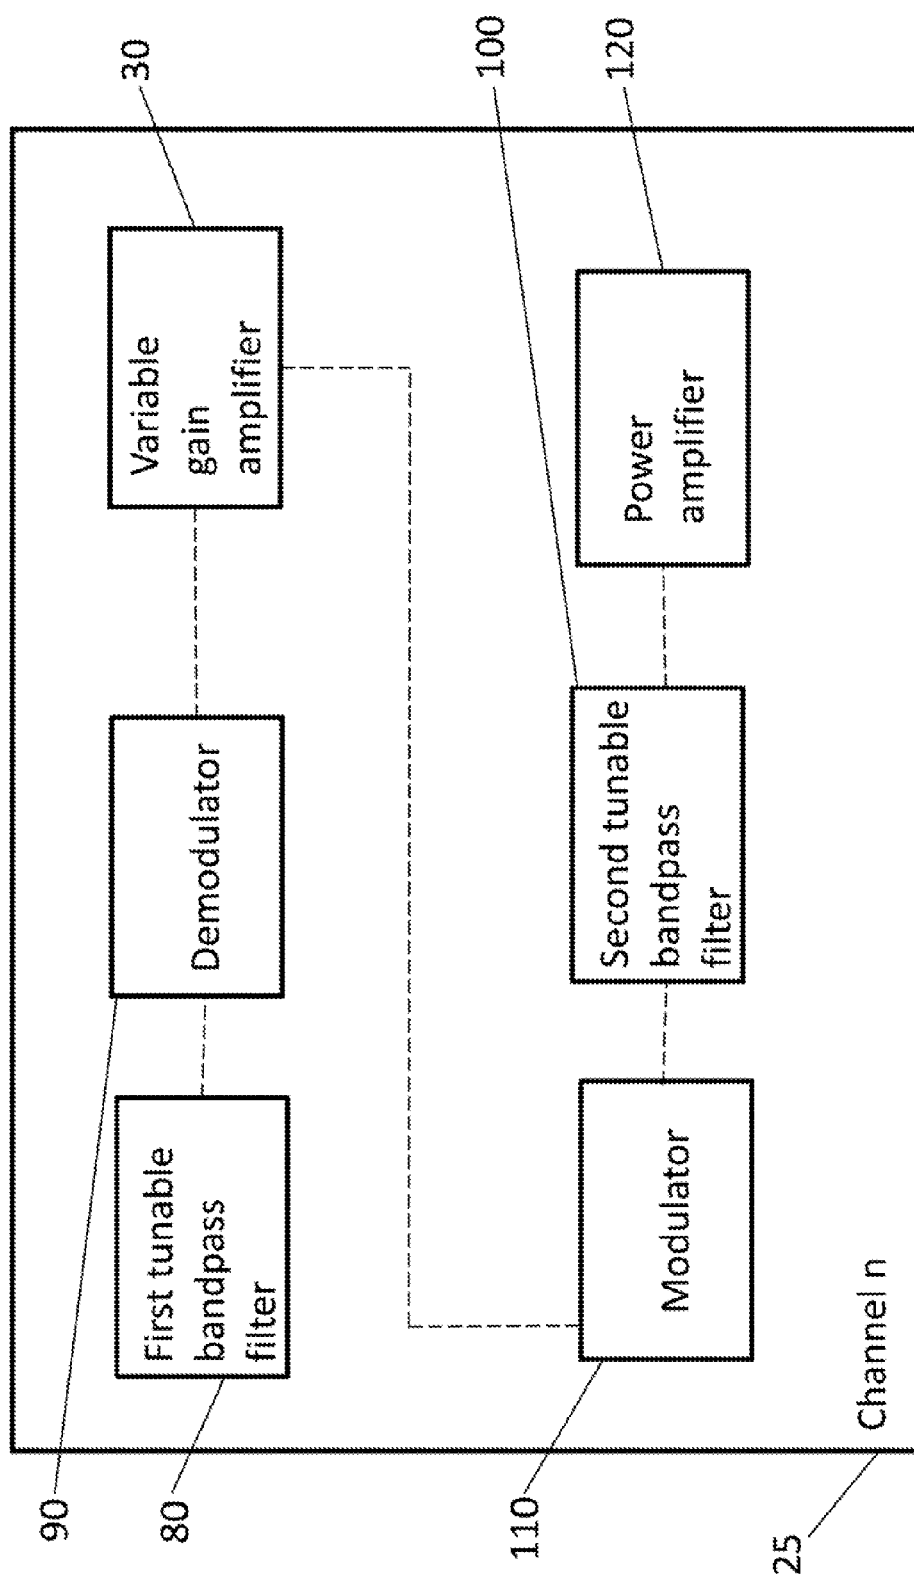 90
80
First tunable
bandpass
filter
Demodulator
Variable
gain
amplifier
30
110
Modulator
Second tunable
bandpass
filter
100
Power
amplifier
120
Channel n
25